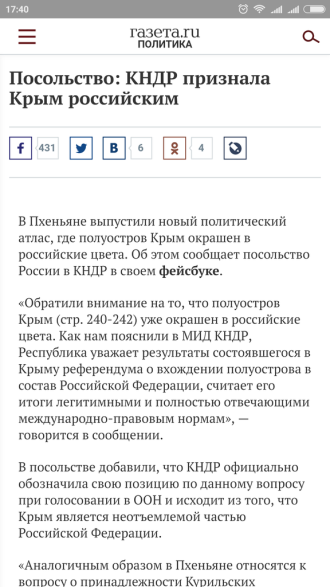 17:40
газета.ru
ПОЛИТИКА
Посольство: КНДР признала
Крым российским
431
6
4
В Пхеньяне выпустили новый политический
атлас, где полуостров Крым окрашен в
российские цвета. Об этом сообщает посольство
России в КНДР в своем фейсбуке.
«Обратили внимание на то, что полуостров
Крым (стр. 240-242) уже окрашен в российские
цвета. Как нам пояснили в МИД КНДР,
Республика уважает результаты состоявшегося в
Крыму референдума о вхождении полуострова в
состав Российской Федерации, считает его
итоги легитимными и полностью отвечающими
международно-правовым нормам», —
говорится в сообщении.
В посольстве добавили, что КНДР официально
обозначила свою позицию по данному вопросу
при голосовании в ООН и исходит из того, что
Крым является неотъемлемой частью
Российской Федерации.
«Аналогичным образом в Пхеньяне относятся к
вопросу о принадлежности Курильских